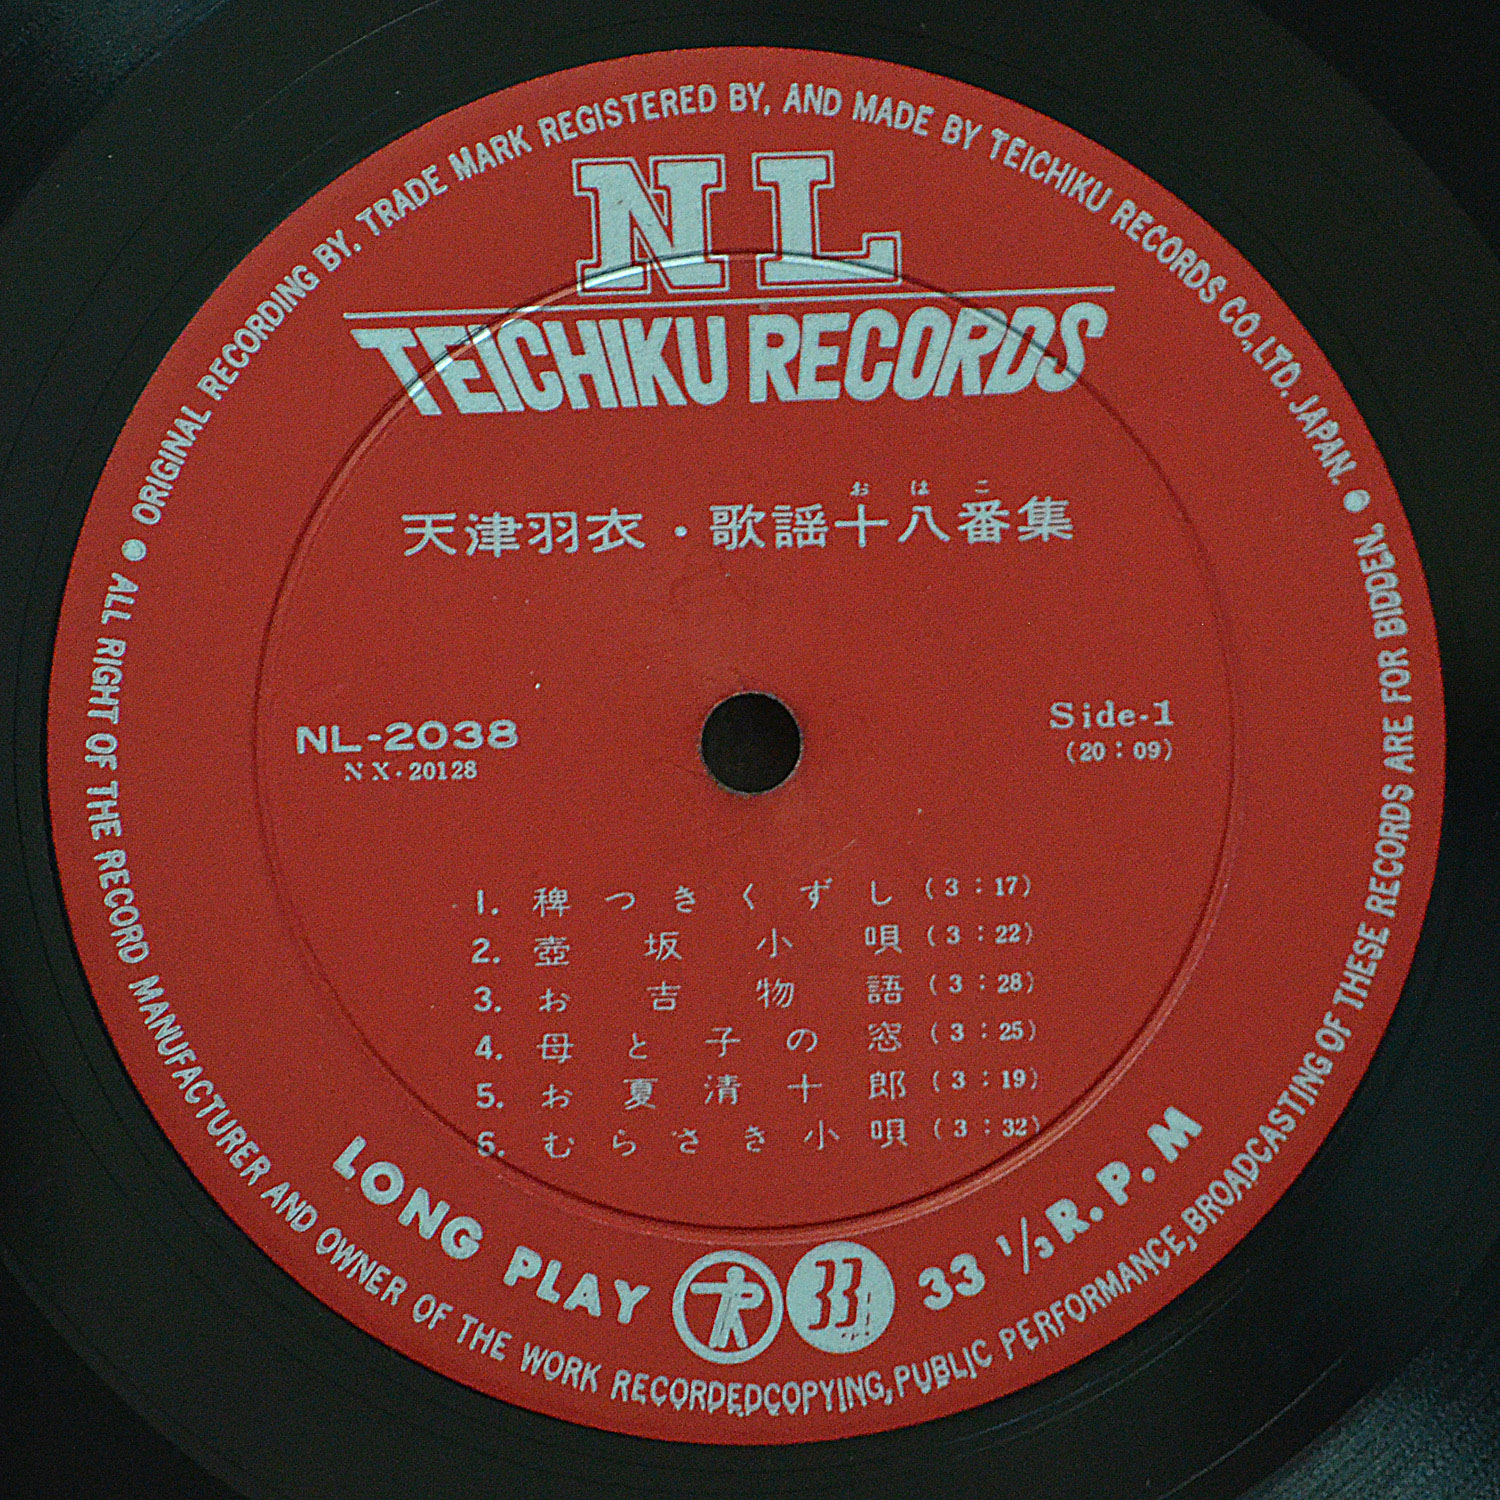 ORIGINAL RECORDING BY. TRADE MARK REGISTERED BY, AND MADE BY TEICHIKU RECORDS CO., LTD. JAPAN.
NL
TEICHIKU RECORDS
おはこ
天津羽衣・歌謡十八番集
NL-2038
NX-20128
Side-1
(20:09)
1. 稗つきくずし (3:17)
2. 壺坂小唄 (3:22)
3. お吉物語 (3:28)
4. 母と子の窓 (3:25)
5. お夏清十郎 (3:19)
6. むらさき小唄 (3:32)
LONG PLAY 33 33 1/3 R.P.M
ALL RIGHT OF THE RECORD MANUFACTURER AND OWNER OF THE WORK RECORDEDCOPYING, PUBLIC PERFORMANCE, BROADCASTING OF THESE RECORDS ARE FOR BIDDEN.